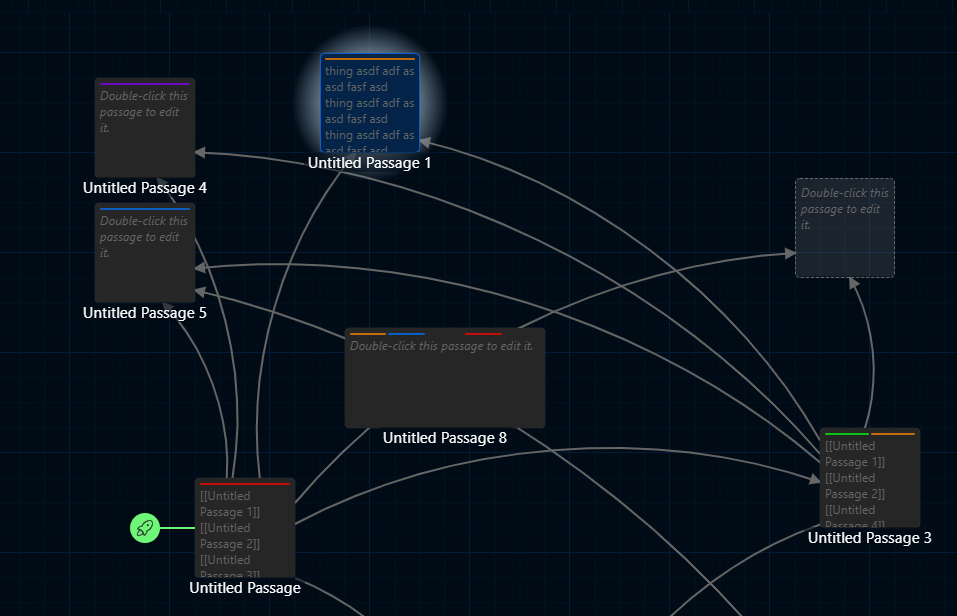 thing asdf adf as
asd fasf asd
thing asdf adf as
asd fasf asd
thing asdf adf as
asd fasf asd
Untitled Passage 1
Double-click this
passage to edit
it.
Untitled Passage 4
Double-click this
passage to edit
it.
Untitled Passage 5
Double-click this
passage to edit
it.
Double-click this passage to edit it.
Untitled Passage 8
[[Untitled
Passage 1]]
[[Untitled
Passage 2]]
[[Untitled
Passage 4]]
Untitled Passage 3
[[Untitled
Passage 1]]
[[Untitled
Passage 2]]
[[Untitled
Passage 3]]
Untitled Passage